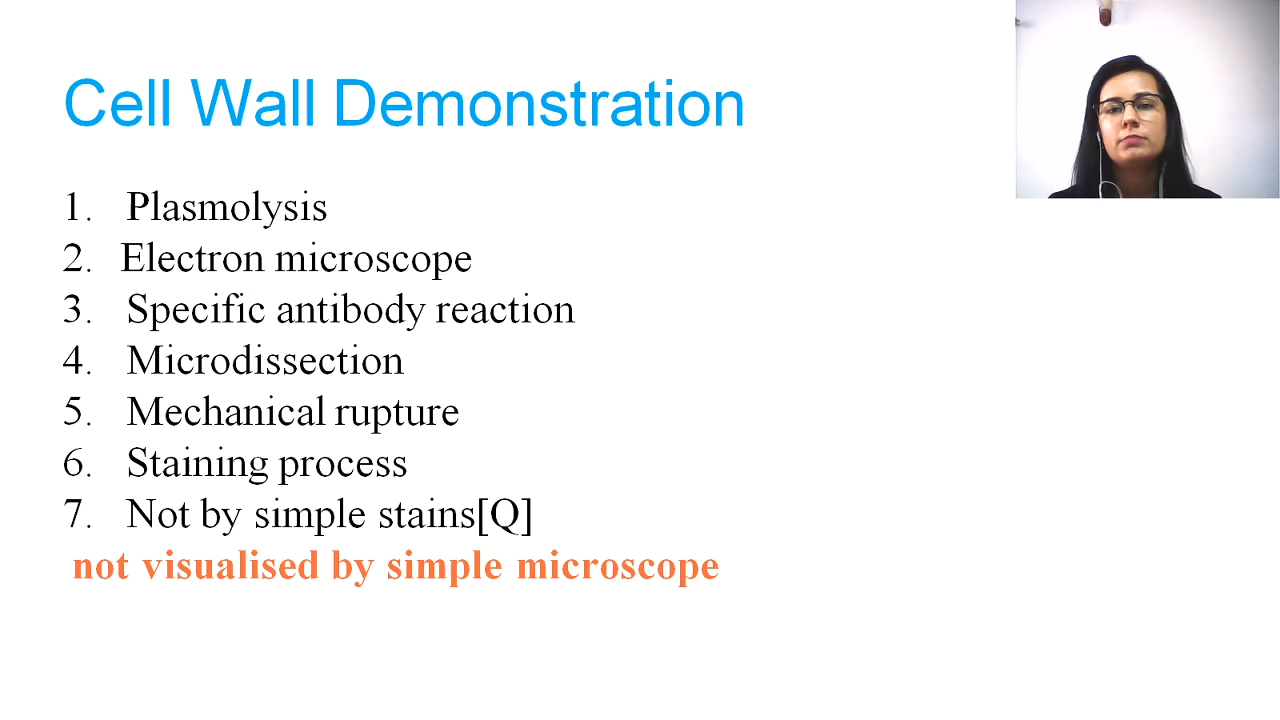 Cell Wall Demonstration
1. Plasmolysis
2. Electron microscope
3. Specific antibody reaction
4. Microdissection
5. Mechanical rupture
6. Staining process
7. Not by simple stains[Q]
not visualised by simple microscope